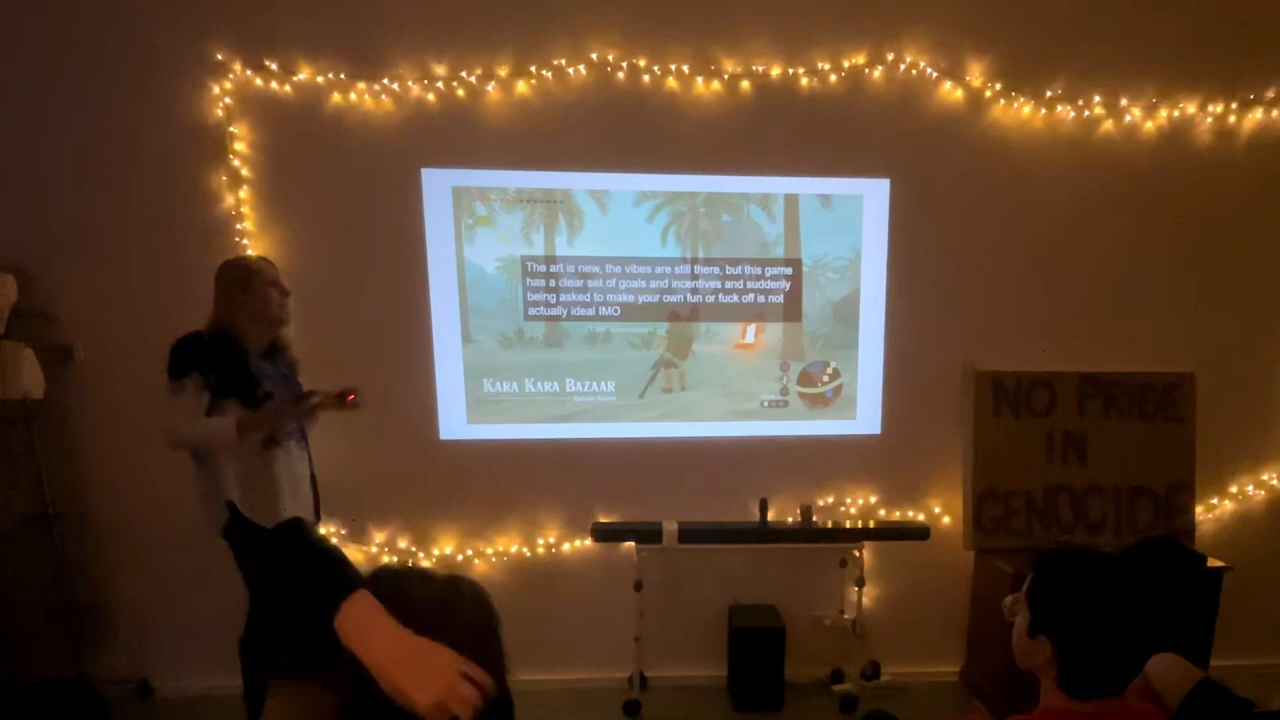 The art is new, the vibes are still there, but this game
has a clear set of goals and incentives and suddenly
being asked to make your own fun or fuck off is not
actually ideal IMO
KARA KARA BAZAAR
NO PRIDE
IN
GENOCIDE